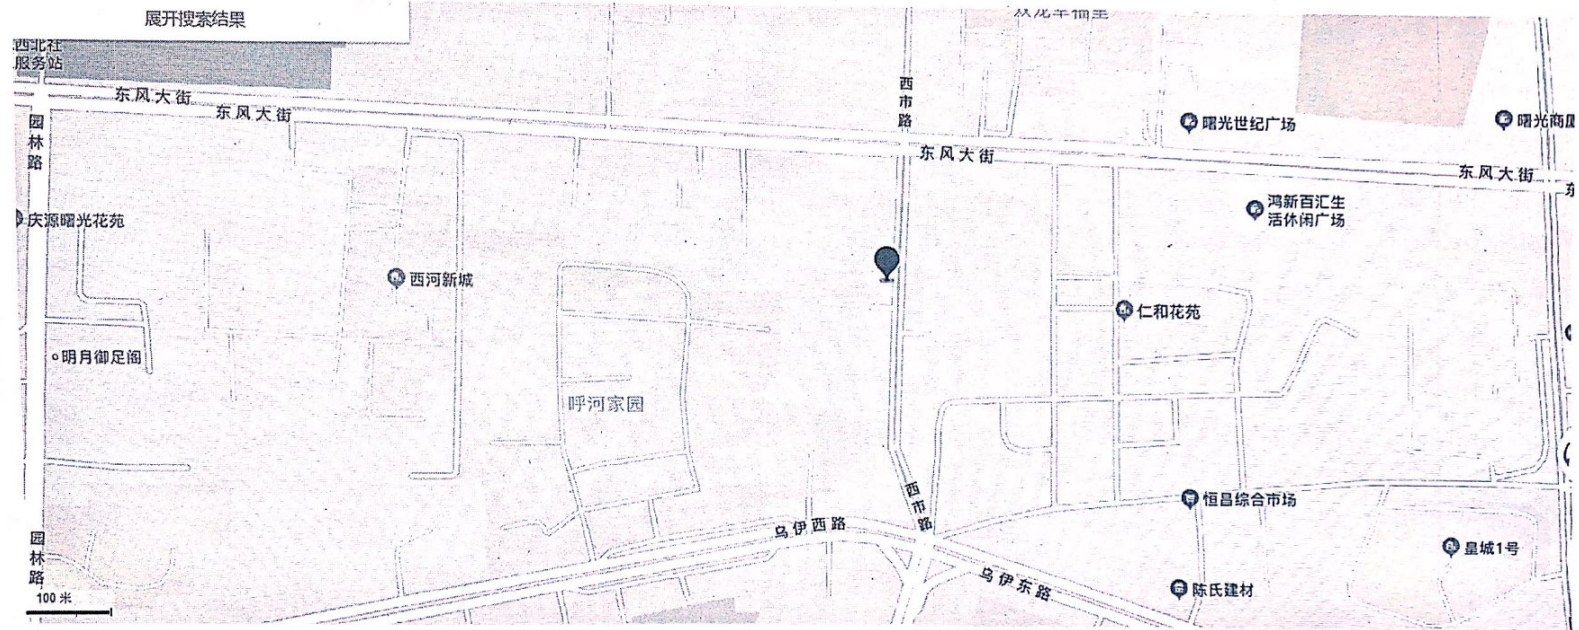 展开搜索结果
西北社
服务站
东风大街
东风大街
西市路
曙光世纪广场
曙光商厦
园林路
东风大街
东风大街
庆源曙光花苑
鸿新百汇生
活休闲广场
西河新城
仁和花苑
明月御足阁
呼河家园
西市路
恒昌综合市场
乌伊西路
园林路
皇城1号
乌伊东路
陈氏建材
100 米